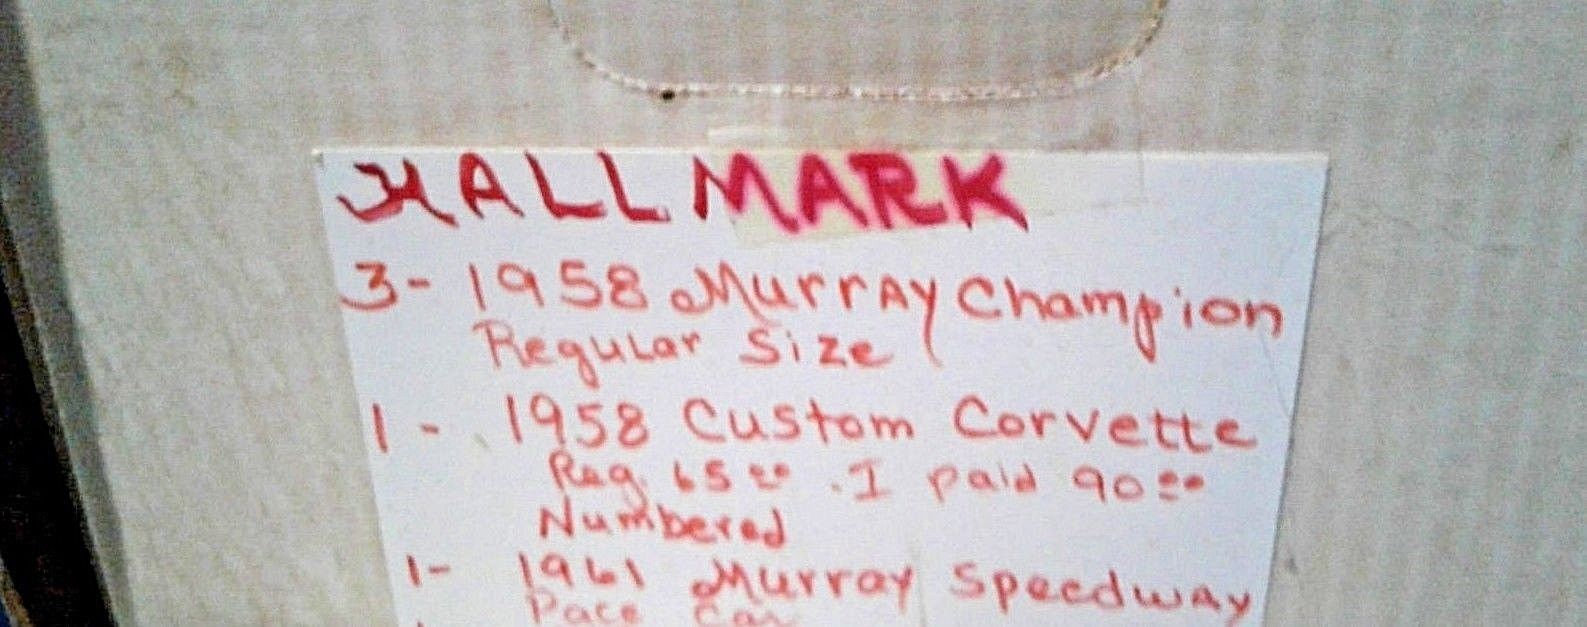 HALLMARK
3- 1958 Murray Champion
Regular Size
1- 1958 Custom Corvette
Reg. 65.00 . I paid 90.00
Numbered
1- 1961 Murray Speedway
Pace Car